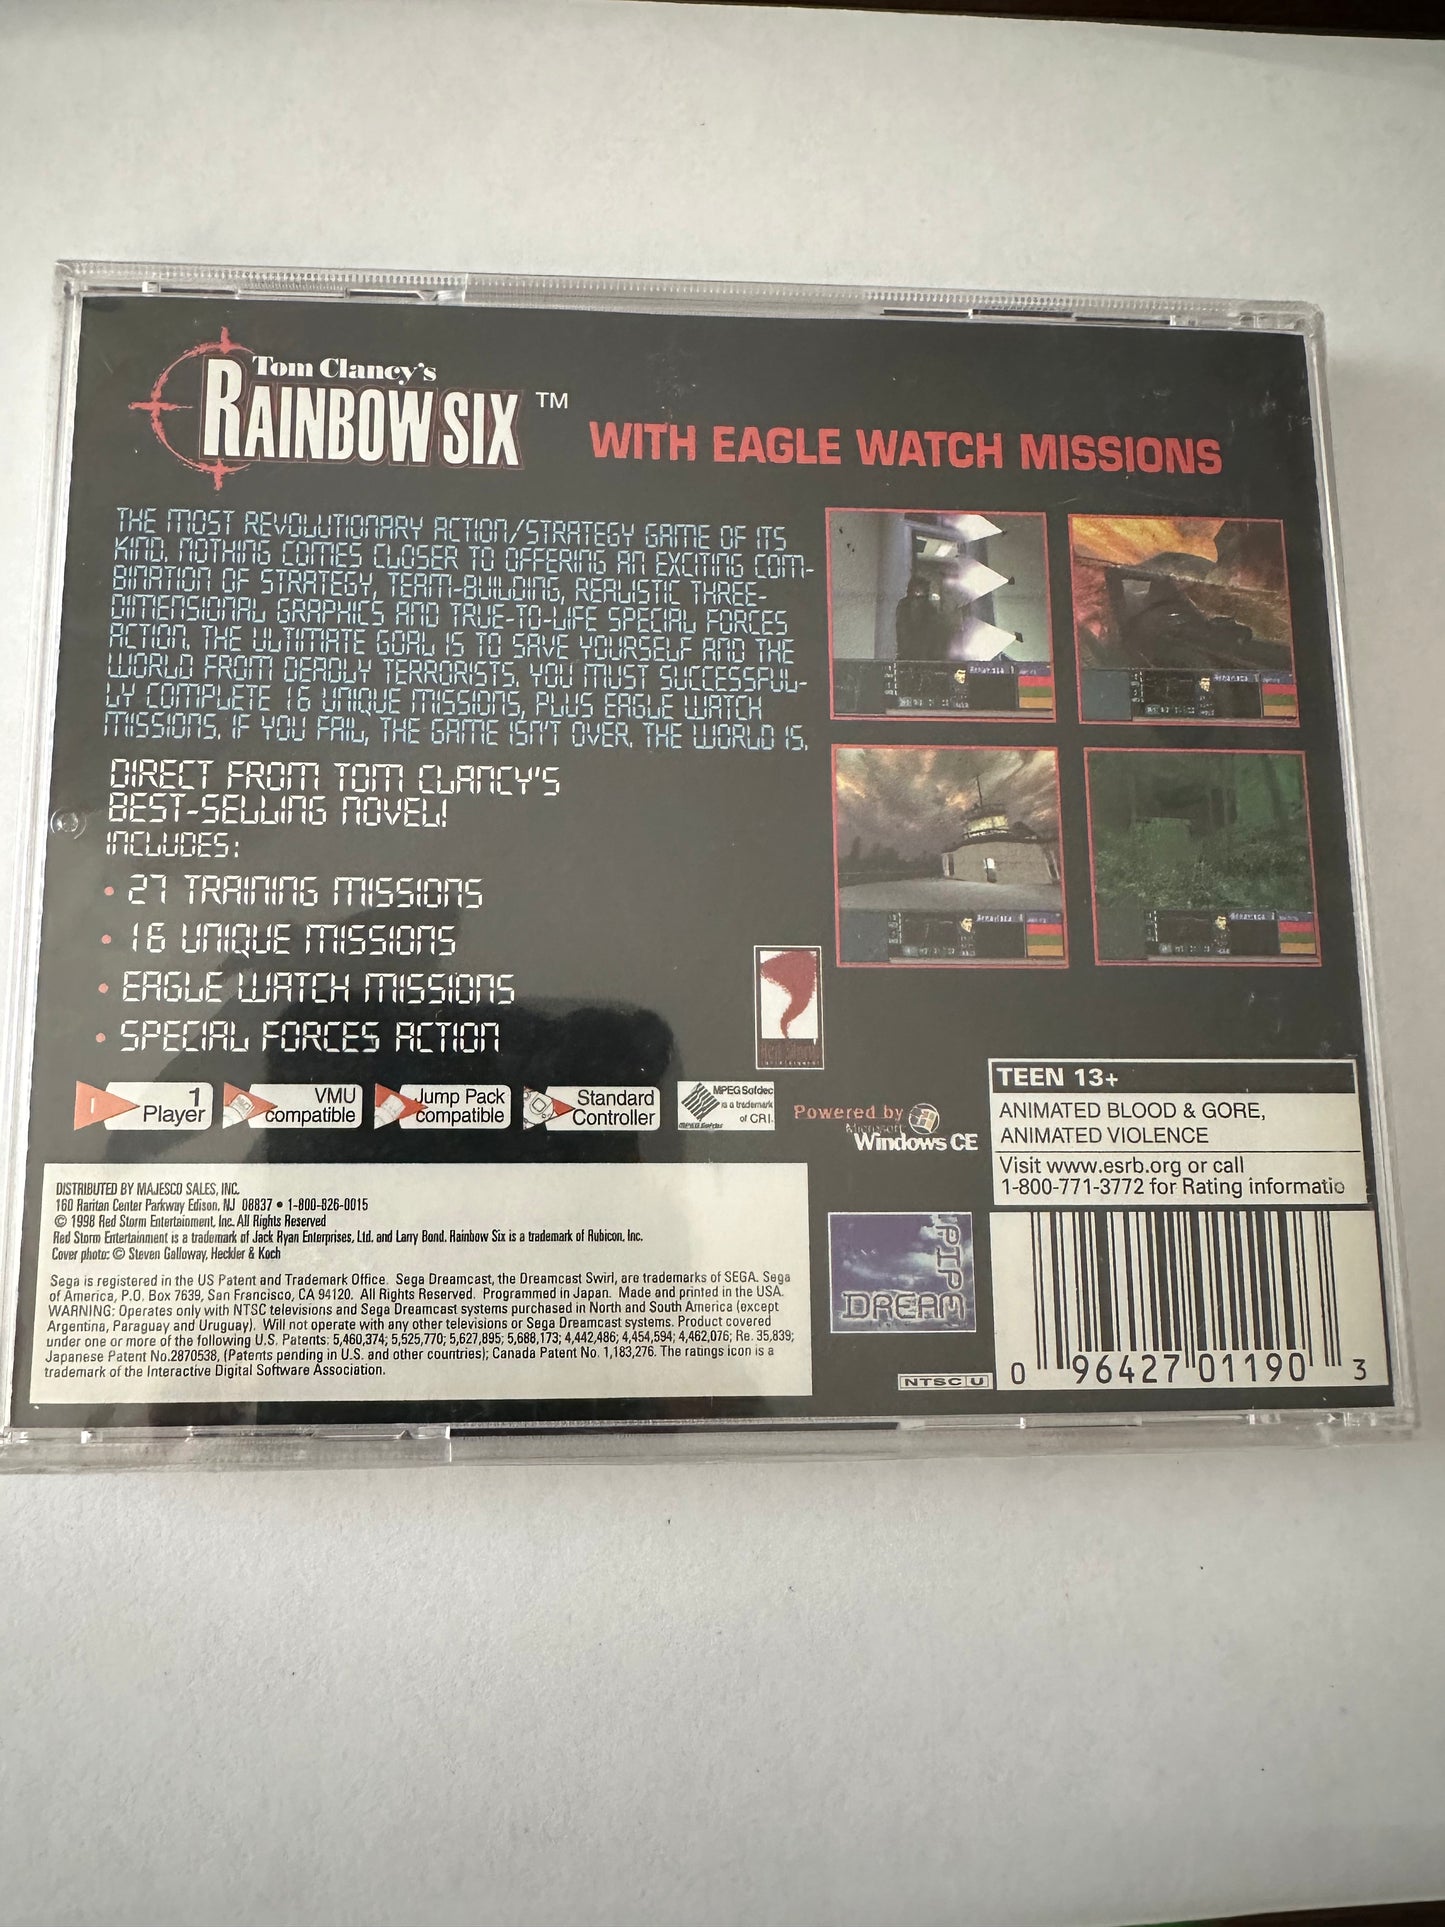 Tom Clancy's
RAINBOW SIX ™
WITH EAGLE WATCH MISSIONS
THE MOST REVOLUTIONARY ACTION/STRATEGY GAME OF ITS
KIND. NOTHING COMES CLOSER TO OFFERING AN EXCITING COM-
BINATION OF STRATEGY, TEAM-BUILDING, REALISTIC THREE-
DIMENSIONAL GRAPHICS AND TRUE-TO-LIFE SPECIAL FORCES
ACTION. THE ULTIMATE GOAL IS TO SAVE YOURSELF AND THE
WORLD FROM DEADLY TERRORISTS. YOU MUST SUCCESSFUL-
LY COMPLETE 16 UNIQUE MISSIONS, PLUS EAGLE WATCH
MISSIONS. IF YOU FAIL, THE GAME ISN'T OVER. THE WORLD IS.
DIRECT FROM TOM CLANCY'S
BEST-SELLING NOVEL!
INCLUDES:
• 27 TRAINING MISSIONS
• 16 UNIQUE MISSIONS
• EAGLE WATCH MISSIONS
• SPECIAL FORCES ACTION
Red Storm
Entertainment
1
Player
VMU
compatible
Jump Pack
compatible
Standard
Controller
MPEG Sofdec
is a trademark
of CRI.
MPEG Sofdec
Powered by
Microsoft
Windows CE
TEEN 13+
ANIMATED BLOOD & GORE,
ANIMATED VIOLENCE
Visit www.esrb.org or call
1-800-771-3772 for Rating informatio
DISTRIBUTED BY MAJESCO SALES, INC.
160 Raritan Center Parkway Edison, NJ 08837 • 1-800-826-0015
© 1998 Red Storm Entertainment, Inc. All Rights Reserved
Red Storm Entertainment is a trademark of Jack Ryan Enterprises, Ltd. and Larry Bond. Rainbow Six is a trademark of Rubicon, Inc.
Cover photo: © Steven Galloway, Heckler & Koch
Sega is registered in the US Patent and Trademark Office. Sega Dreamcast, the Dreamcast Swirl, are trademarks of SEGA. Sega
of America, P.O. Box 7639, San Francisco, CA 94120. All Rights Reserved. Programmed in Japan. Made and printed in the USA.
WARNING: Operates only with NTSC televisions and Sega Dreamcast systems purchased in North and South America (except
Argentina, Paraguay and Uruguay). Will not operate with any other televisions or Sega Dreamcast systems. Product covered
under one or more of the following U.S. Patents: 5,460,374; 5,525,770; 5,627,895; 5,688,173; 4,442,486; 4,454,594; 4,462,076; Re. 35,839;
Japanese Patent No.2870538, (Patents pending in U.S. and other countries); Canada Patent No. 1,183,276. The ratings icon is a
trademark of the Interactive Digital Software Association.
PIP
DREAM
NTSC U
0 96427 01190 3